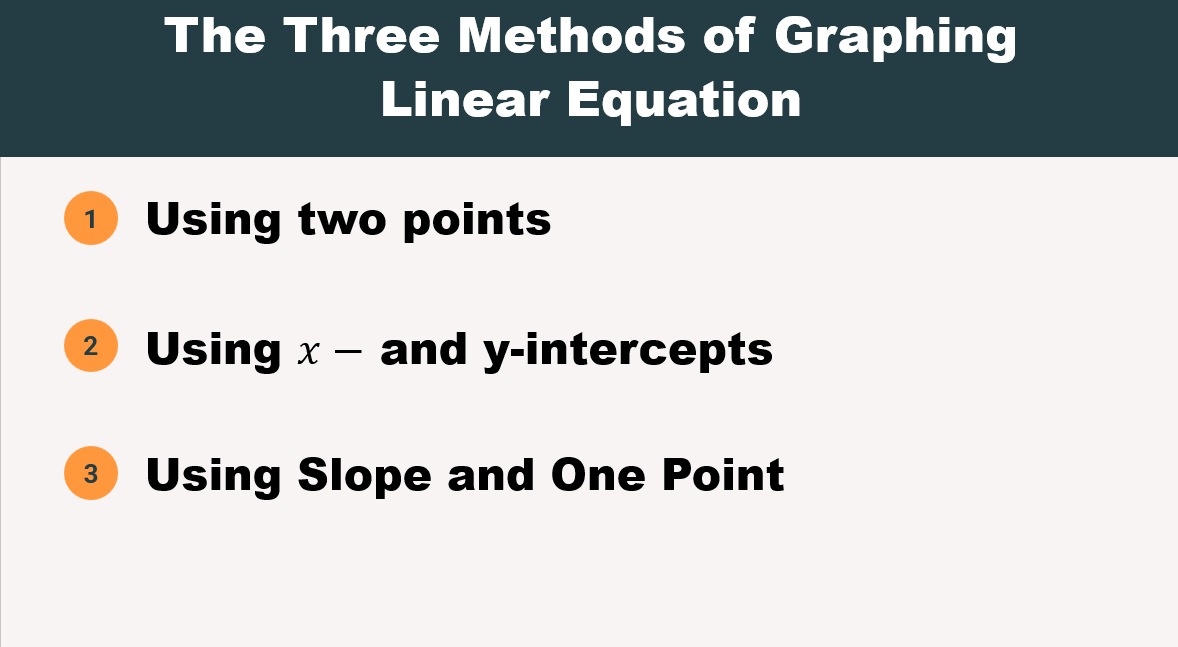 The Three Methods of Graphing
Linear Equation
1 Using two points
2 Using x − and y-intercepts
3 Using Slope and One Point